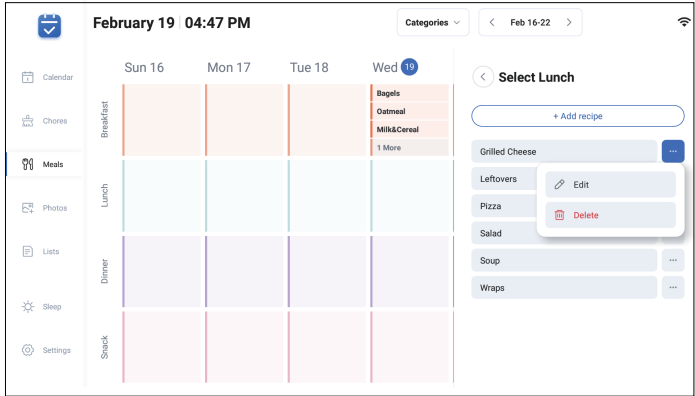 February 19 04:47 PM
Categories
Feb 16-22
Calendar
Chores
Meals
Photos
Lists
Sleep
Settings
Sun 16
Mon 17
Tue 18
Wed 19
Breakfast
Bagels
Oatmeal
Milk&Cereal
1 More
Lunch
Dinner
Snack
Select Lunch
+ Add recipe
Grilled Cheese
Leftovers
Pizza
Salad
Soup
Wraps
Edit
Delete